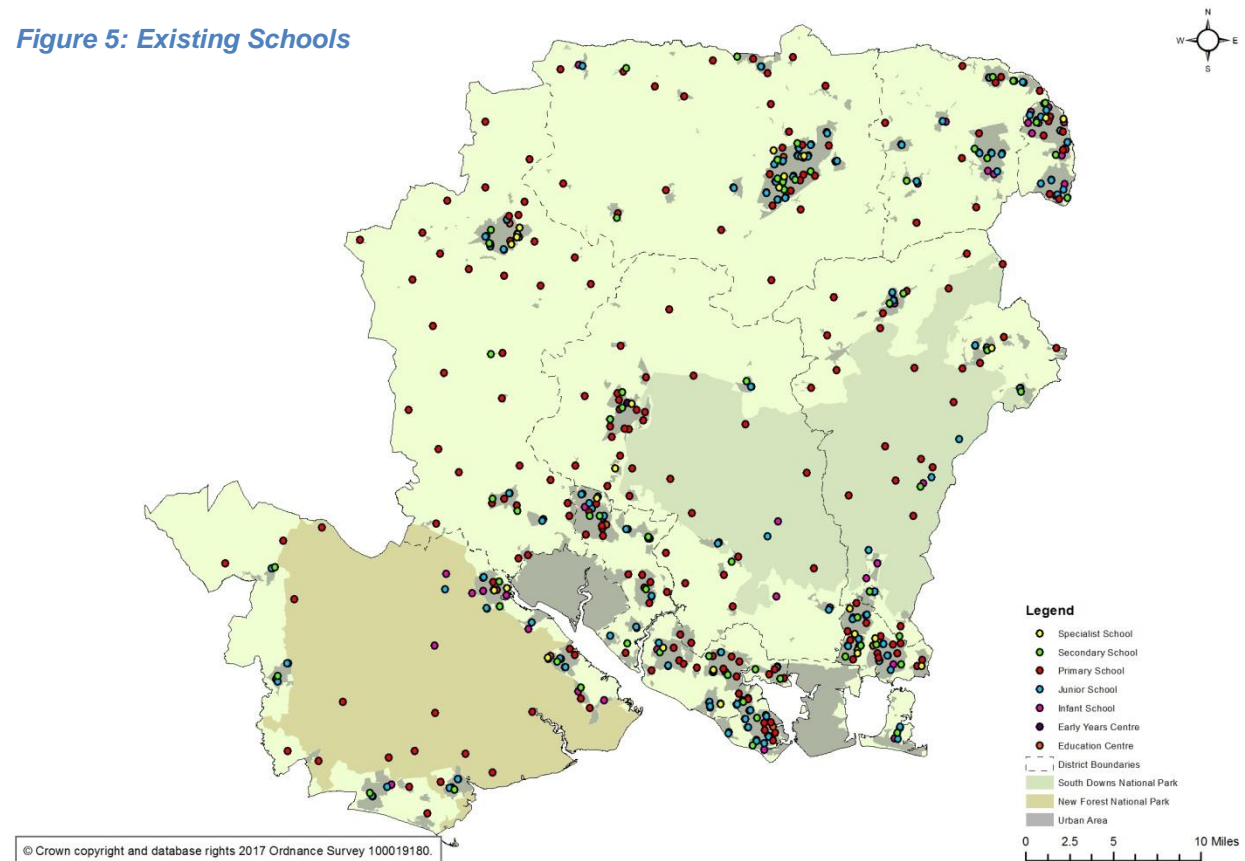 Figure 5: Existing Schools
N
W E
S
Legend
Specialist School
Secondary School
Primary School
Junior School
Infant School
Early Years Centre
Education Centre
District Boundaries
South Downs National Park
New Forest National Park
Urban Area
0 2.5 5 10 Miles
© Crown copyright and database rights 2017 Ordnance Survey 100019180.